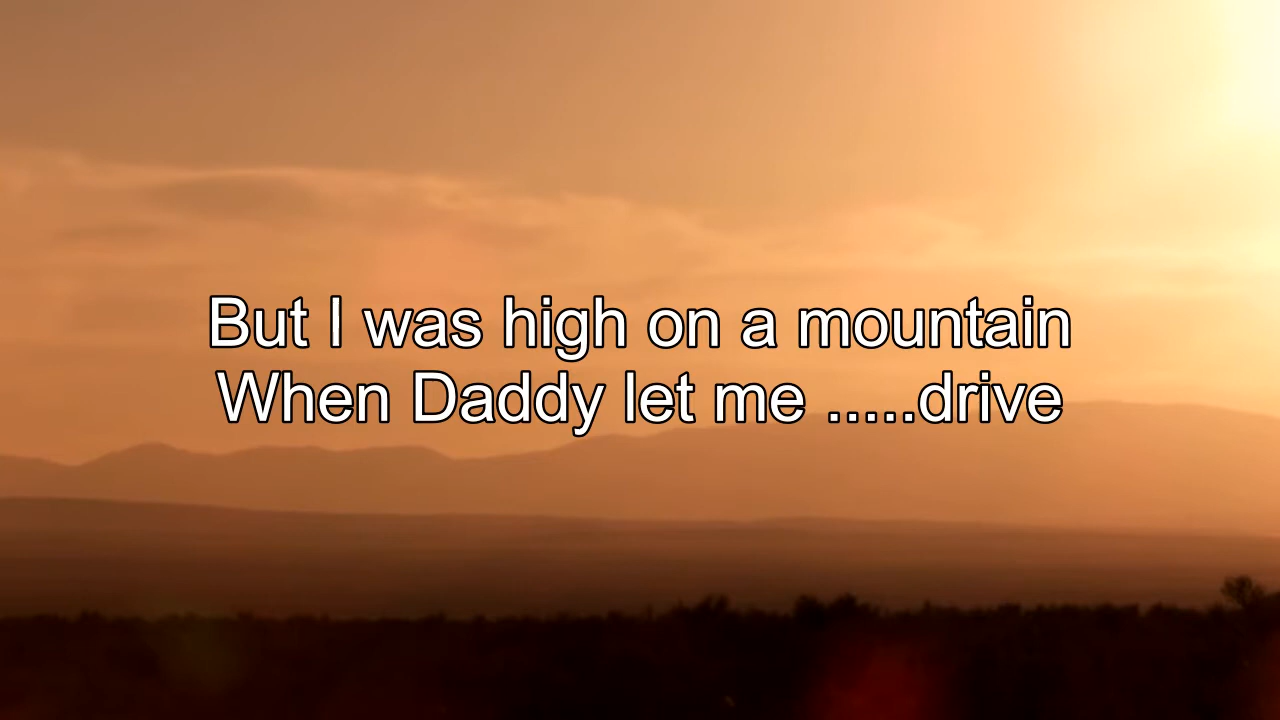 But I was high on a mountain
When Daddy let me .....drive